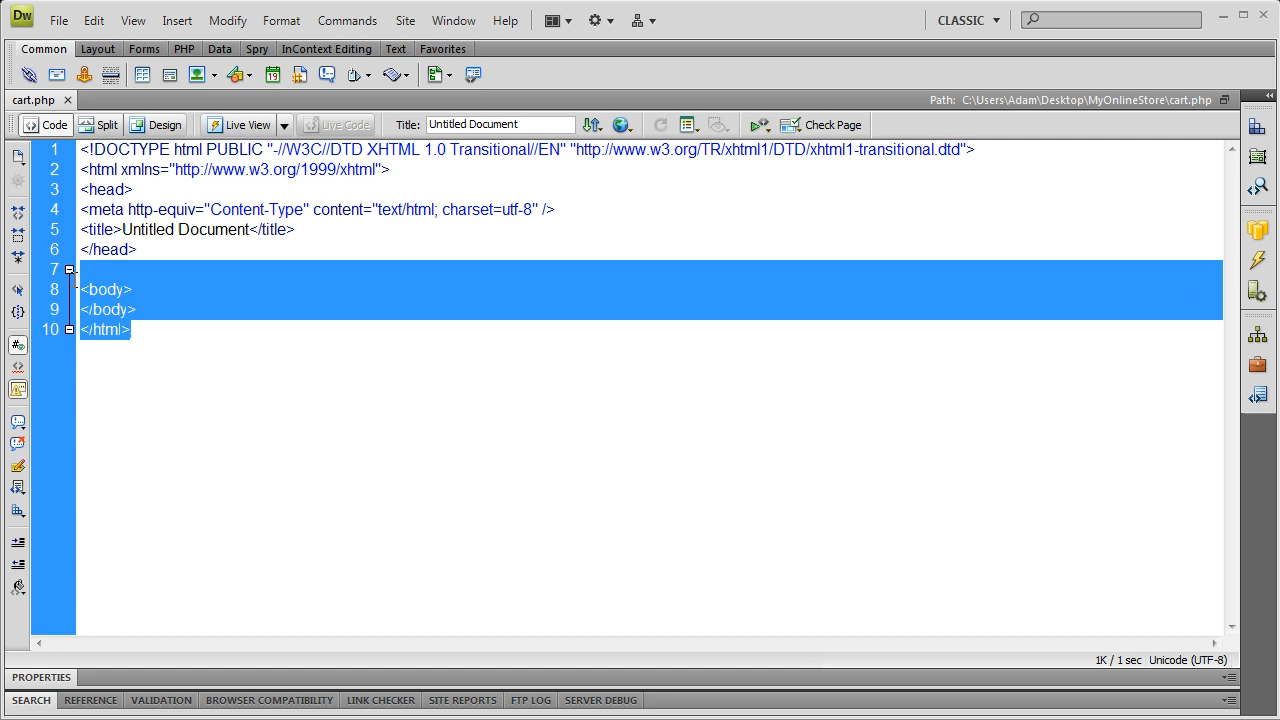 Dw File Edit View Insert Modify Format Commands Site Window Help CLASSIC
Common Layout Forms PHP Data Spry InContext Editing Text Favorites
19
cart.php Path: C:\Users\Adam\Desktop\MyOnlineStore\cart.php
Code Split Design Live View Live Code Title: Untitled Document Check Page
1 <!DOCTYPE html PUBLIC "-//W3C//DTD XHTML 1.0 Transitional//EN" "http://www.w3.org/TR/xhtml1/DTD/xhtml1-transitional.dtd">
2 <html xmlns="http://www.w3.org/1999/xhtml">
3 <head>
4 <meta http-equiv="Content-Type" content="text/html; charset=utf-8" />
5 <title>Untitled Document</title>
6 </head>
7
8 <body>
9 </body>
10 </html>
1K / 1 sec Unicode (UTF-8)
PROPERTIES
SEARCH REFERENCE VALIDATION BROWSER COMPATIBILITY LINK CHECKER SITE REPORTS FTP LOG SERVER DEBUG